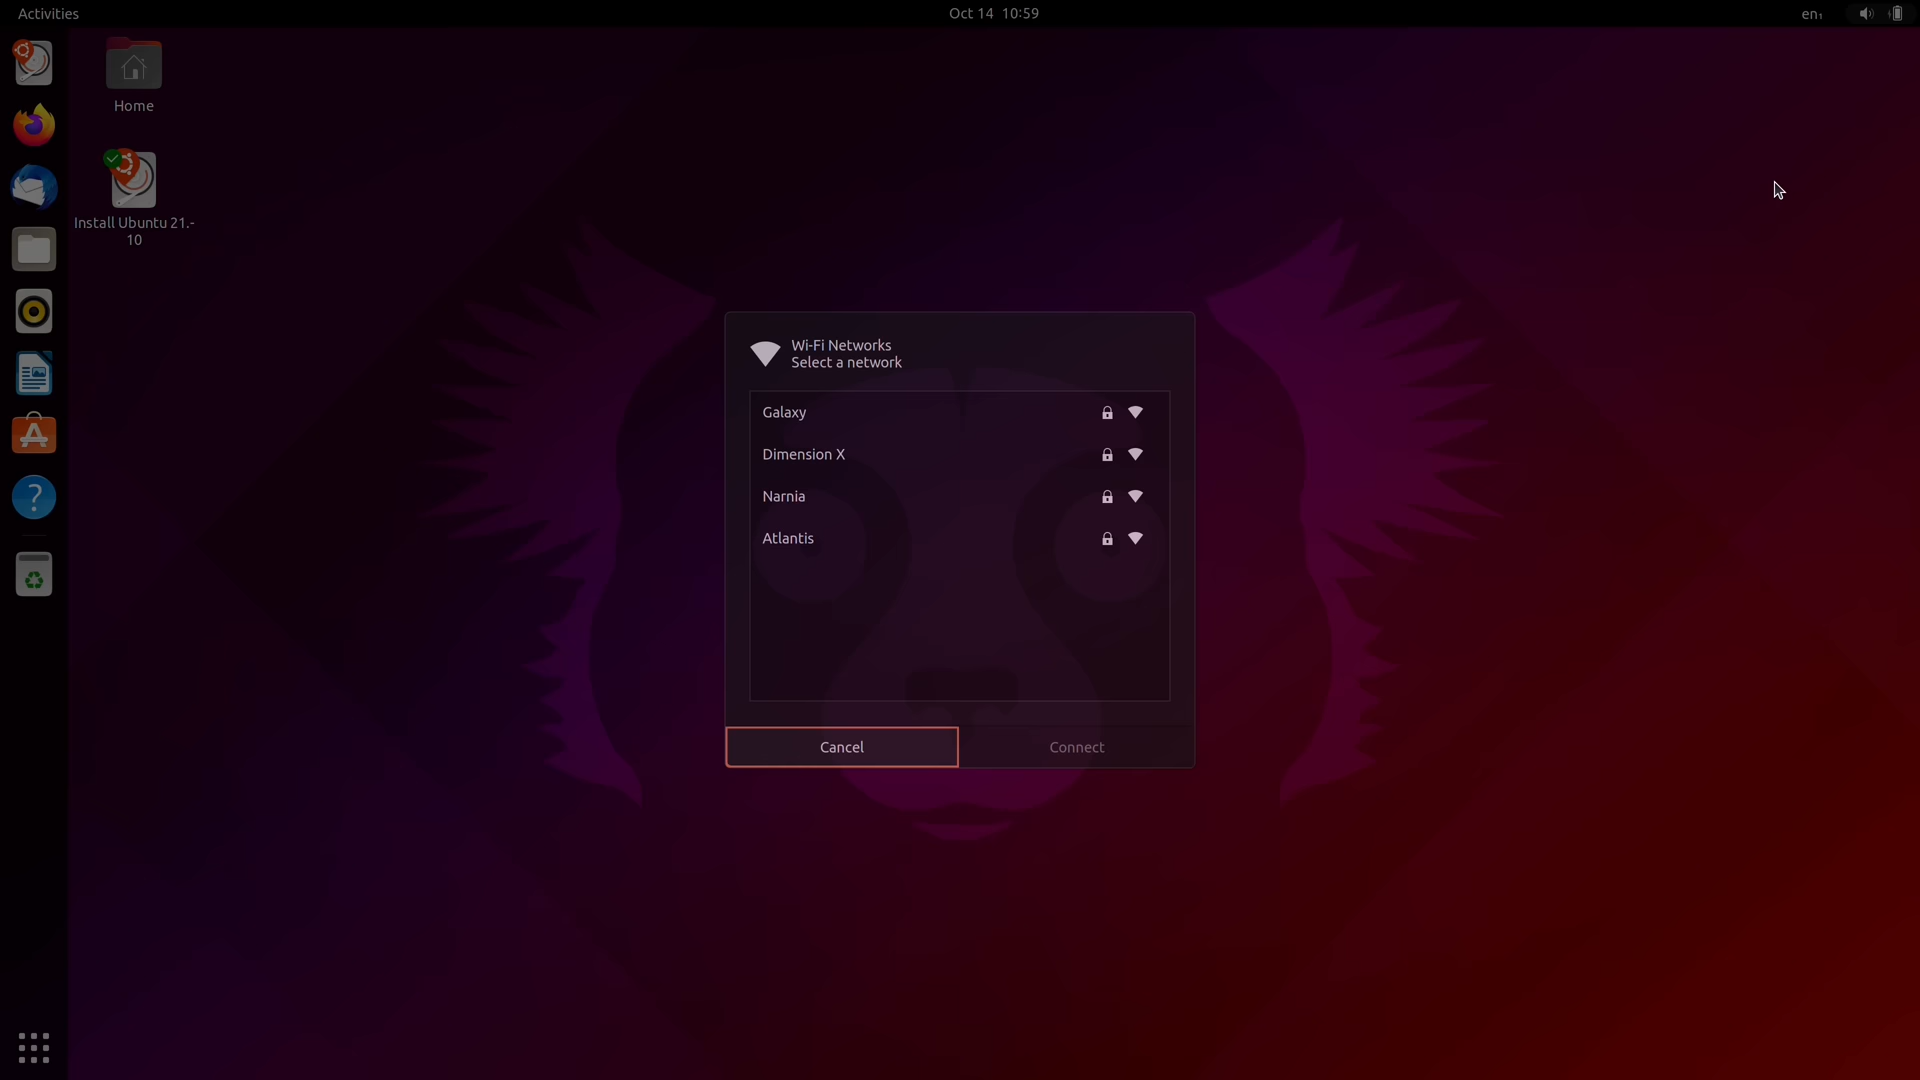 Activities
Oct 14 10:59
en₁
Home
Install Ubuntu 21.-
10
Wi-Fi Networks
Select a network
Galaxy
Dimension X
Narnia
Atlantis
Cancel
Connect